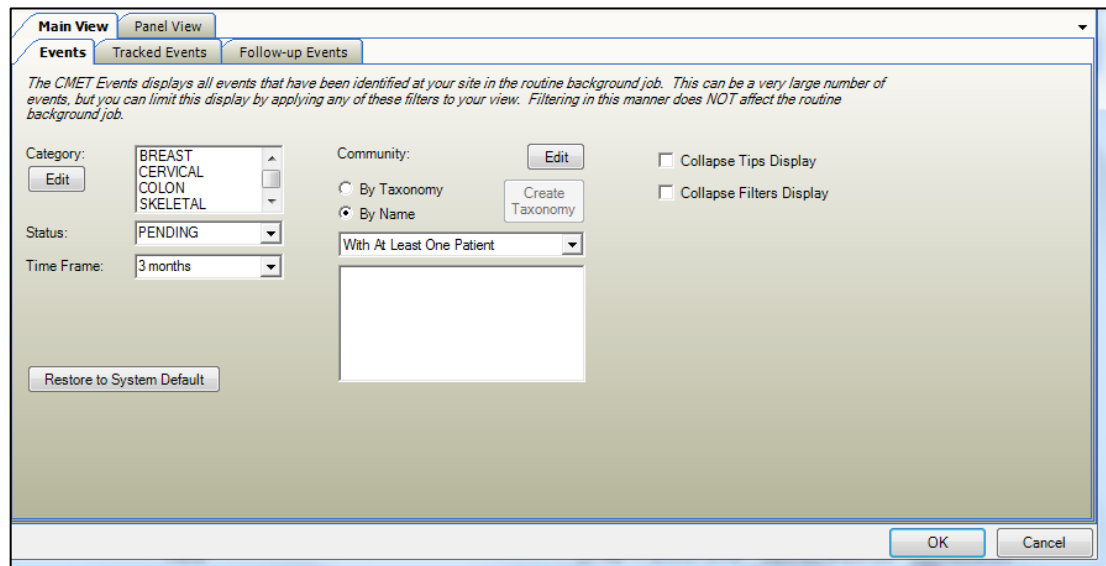 Main View Panel View
Events Tracked Events Follow-up Events
The CMET Events displays all events that have been identified at your site in the routine background job. This can be a very large number of
events, but you can limit this display by applying any of these filters to your view. Filtering in this manner does NOT affect the routine
background job.
Category:
Edit
BREAST
CERVICAL
COLON
SKELETAL
Status: PENDING
Time Frame: 3 months
Restore to System Default
Community: Edit
By Taxonomy
By Name
Create
Taxonomy
With At Least One Patient
Collapse Tips Display
Collapse Filters Display
OK Cancel